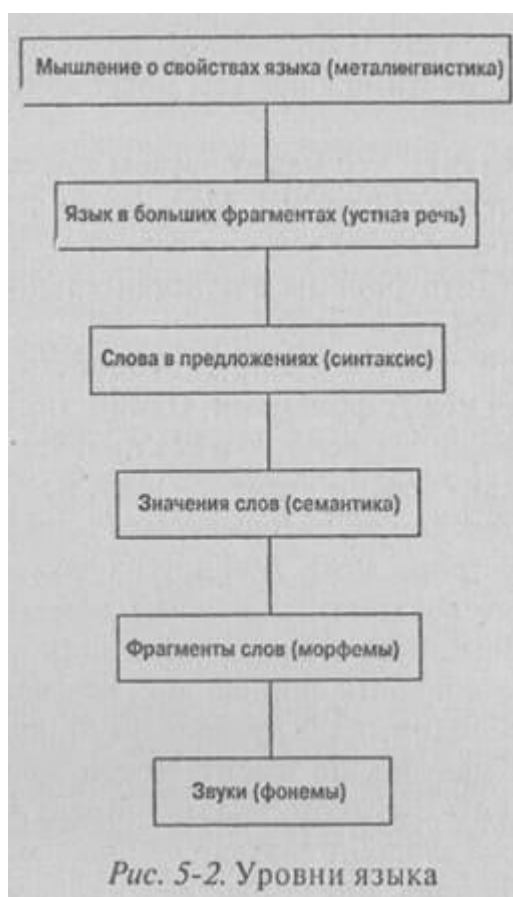 Мышление о свойствах языка (металингвистика)
Язык в больших фрагментах (устная речь)
Слова в предложениях (синтаксис)
Значения слов (семантика)
Фрагменты слов (морфемы)
Звуки (фонемы)
Рис. 5-2. Уровни языка